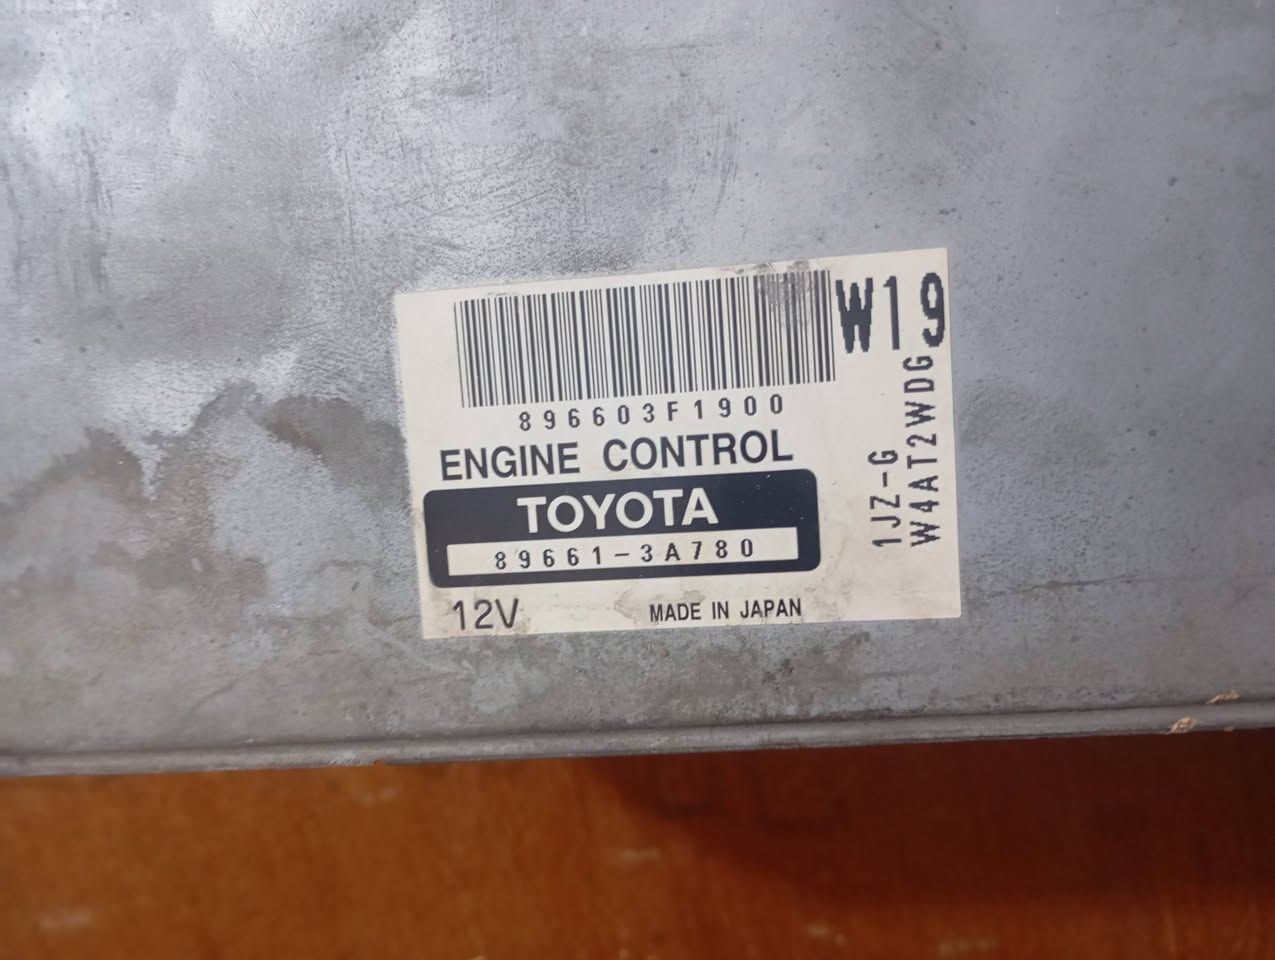 896603F1900
ENGINE CONTROL
TOYOTA
89661-3A780
12V
MADE IN JAPAN
W19
1JZ-G
W4AT2WDG